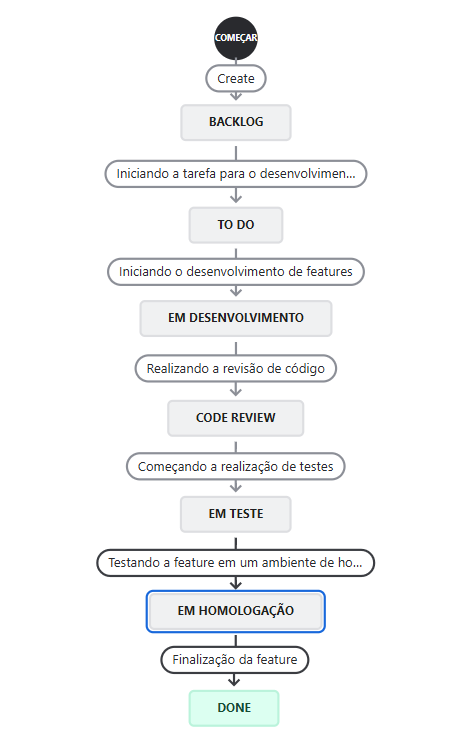 COMEÇAR
Create
BACKLOG
Iniciando a tarefa para o desenvolvimen...
TO DO
Iniciando o desenvolvimento de features
EM DESENVOLVIMENTO
Realizando a revisão de código
CODE REVIEW
Começando a realização de testes
EM TESTE
Testando a feature em um ambiente de ho...
EM HOMOLOGAÇÃO
Finalização da feature
DONE